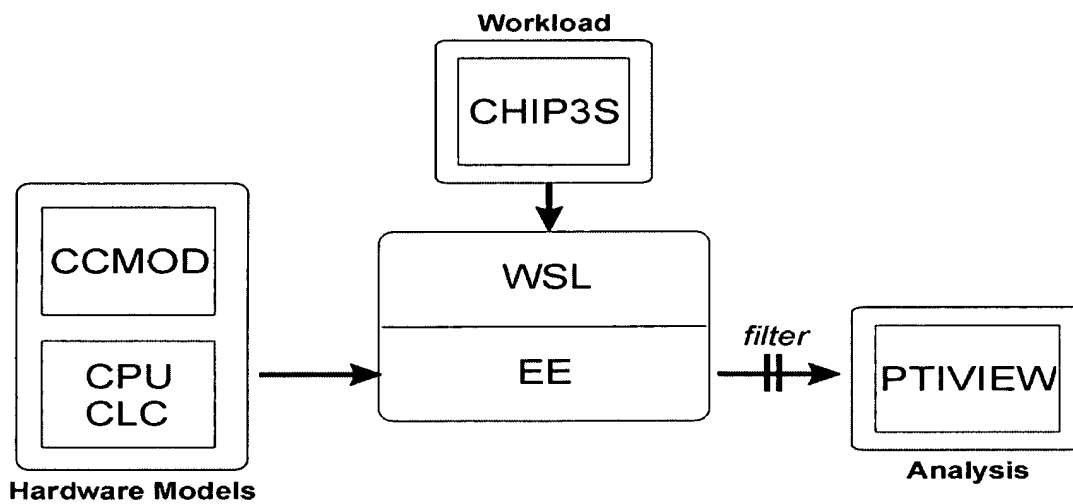 Workload
CHIP3S
CCMOD
CPU
CLC
Hardware Models
WSL
EE
filter
PTIVIEW
Analysis